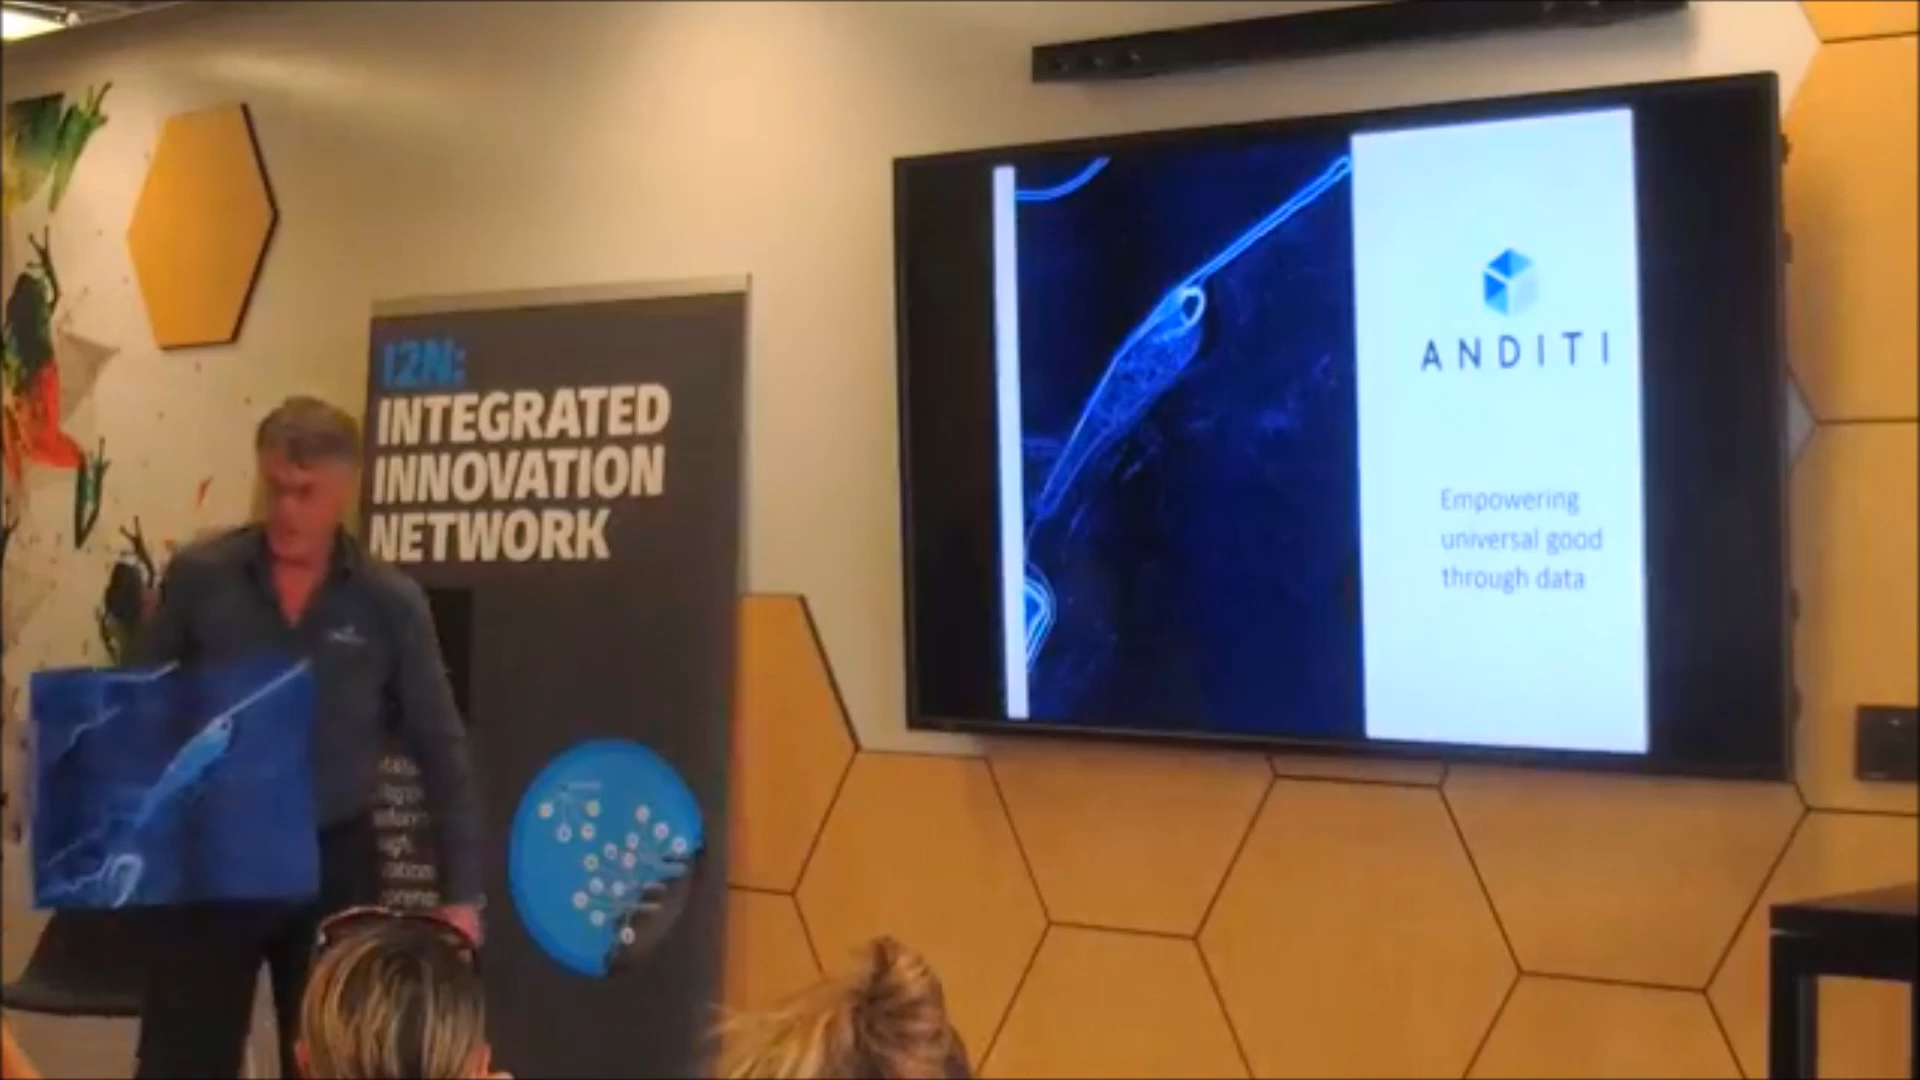 I2N:
INTEGRATED
INNOVATION
NETWORK
ANDITI
Empowering
universal good
through data